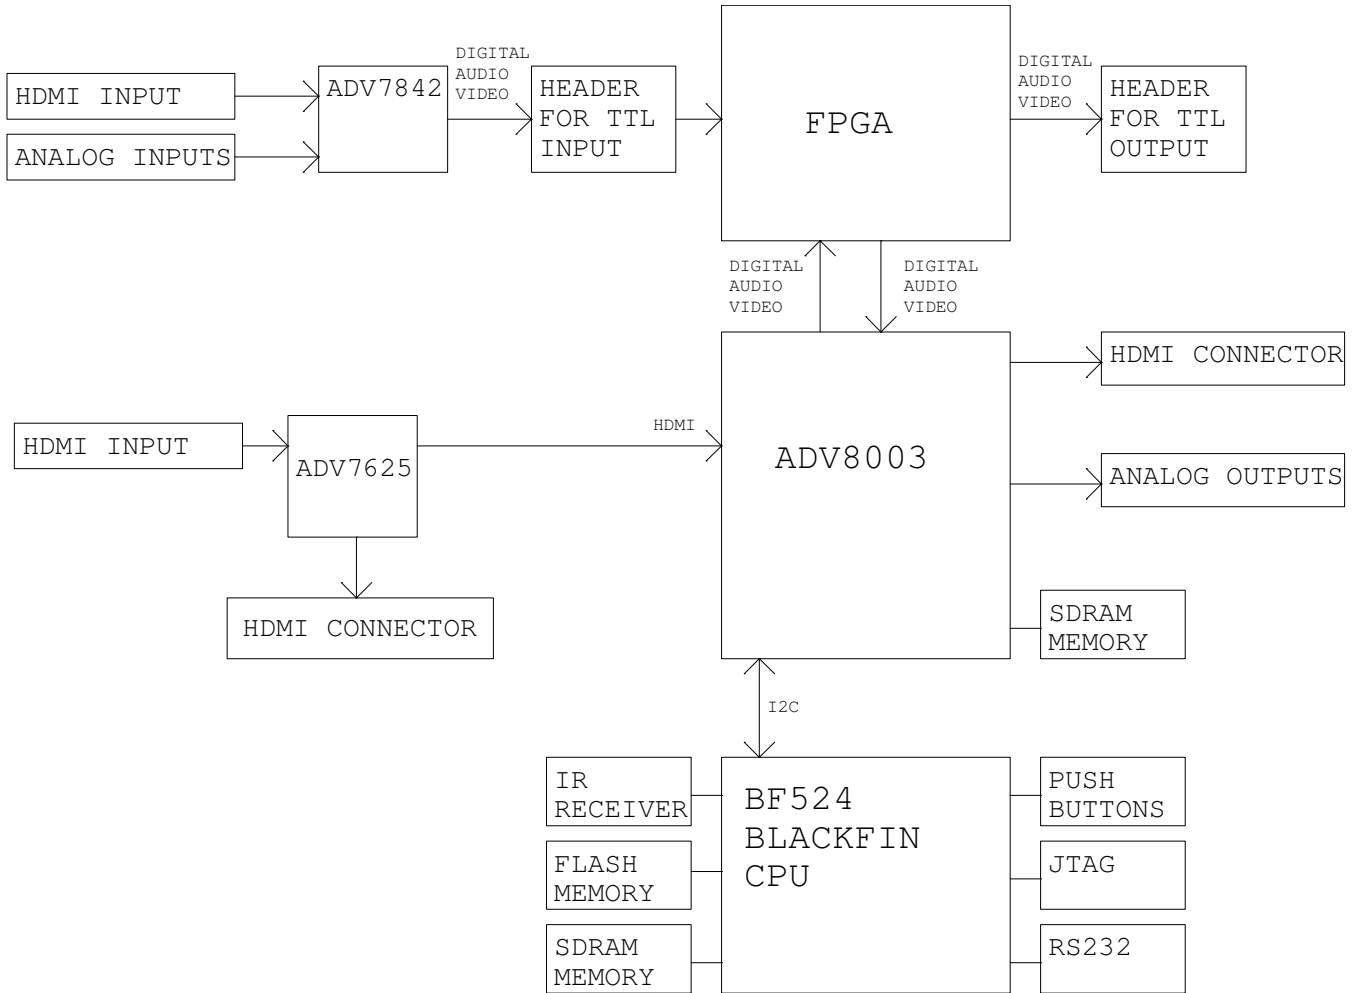 HDMI INPUT
ANALOG INPUTS
ADV7842
DIGITAL
AUDIO
VIDEO
HEADER
FOR TTL
INPUT
FPGA
DIGITAL
AUDIO
VIDEO
HEADER
FOR TTL
OUTPUT
DIGITAL
AUDIO
VIDEO
DIGITAL
AUDIO
VIDEO
HDMI INPUT
ADV7625
HDMI
HDMI CONNECTOR
ADV8003
HDMI CONNECTOR
ANALOG OUTPUTS
SDRAM
MEMORY
I2C
IR
RECEIVER
FLASH
MEMORY
SDRAM
MEMORY
BF524
BLACKFIN
CPU
PUSH
BUTTONS
JTAG
RS232